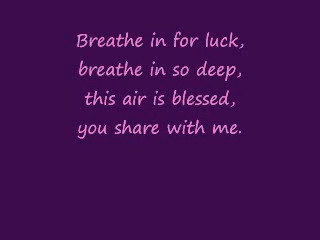 Breathe in for luck,
breathe in so deep,
this air is blessed,
you share with me.